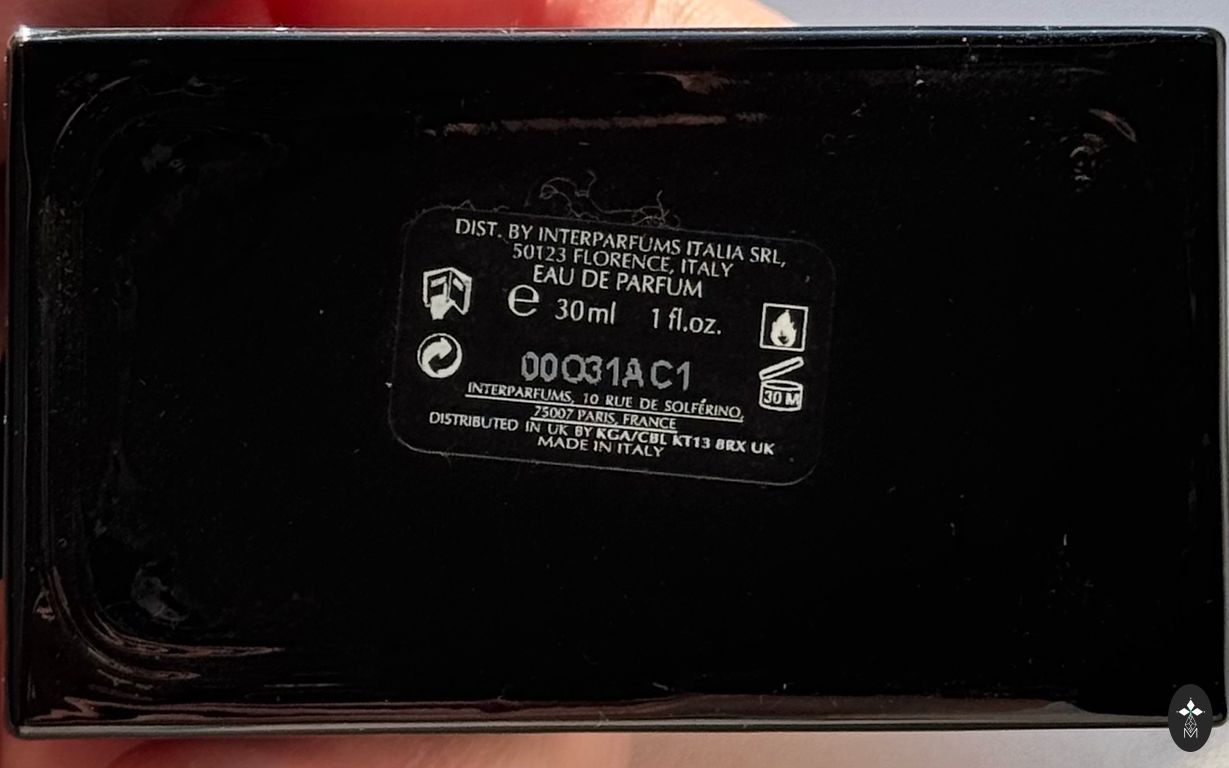 DIST. BY INTERPARFUMS ITALIA SRL,
50123 FLORENCE, ITALY
EAU DE PARFUM
℮ 30ml 1 fl.oz.
00O31AC1
30 M
INTERPARFUMS, 10 RUE DE SOLFÉRINO,
75007 PARIS, FRANCE
DISTRIBUTED IN UK BY KGA/CBL KT13 8RX UK
MADE IN ITALY
M